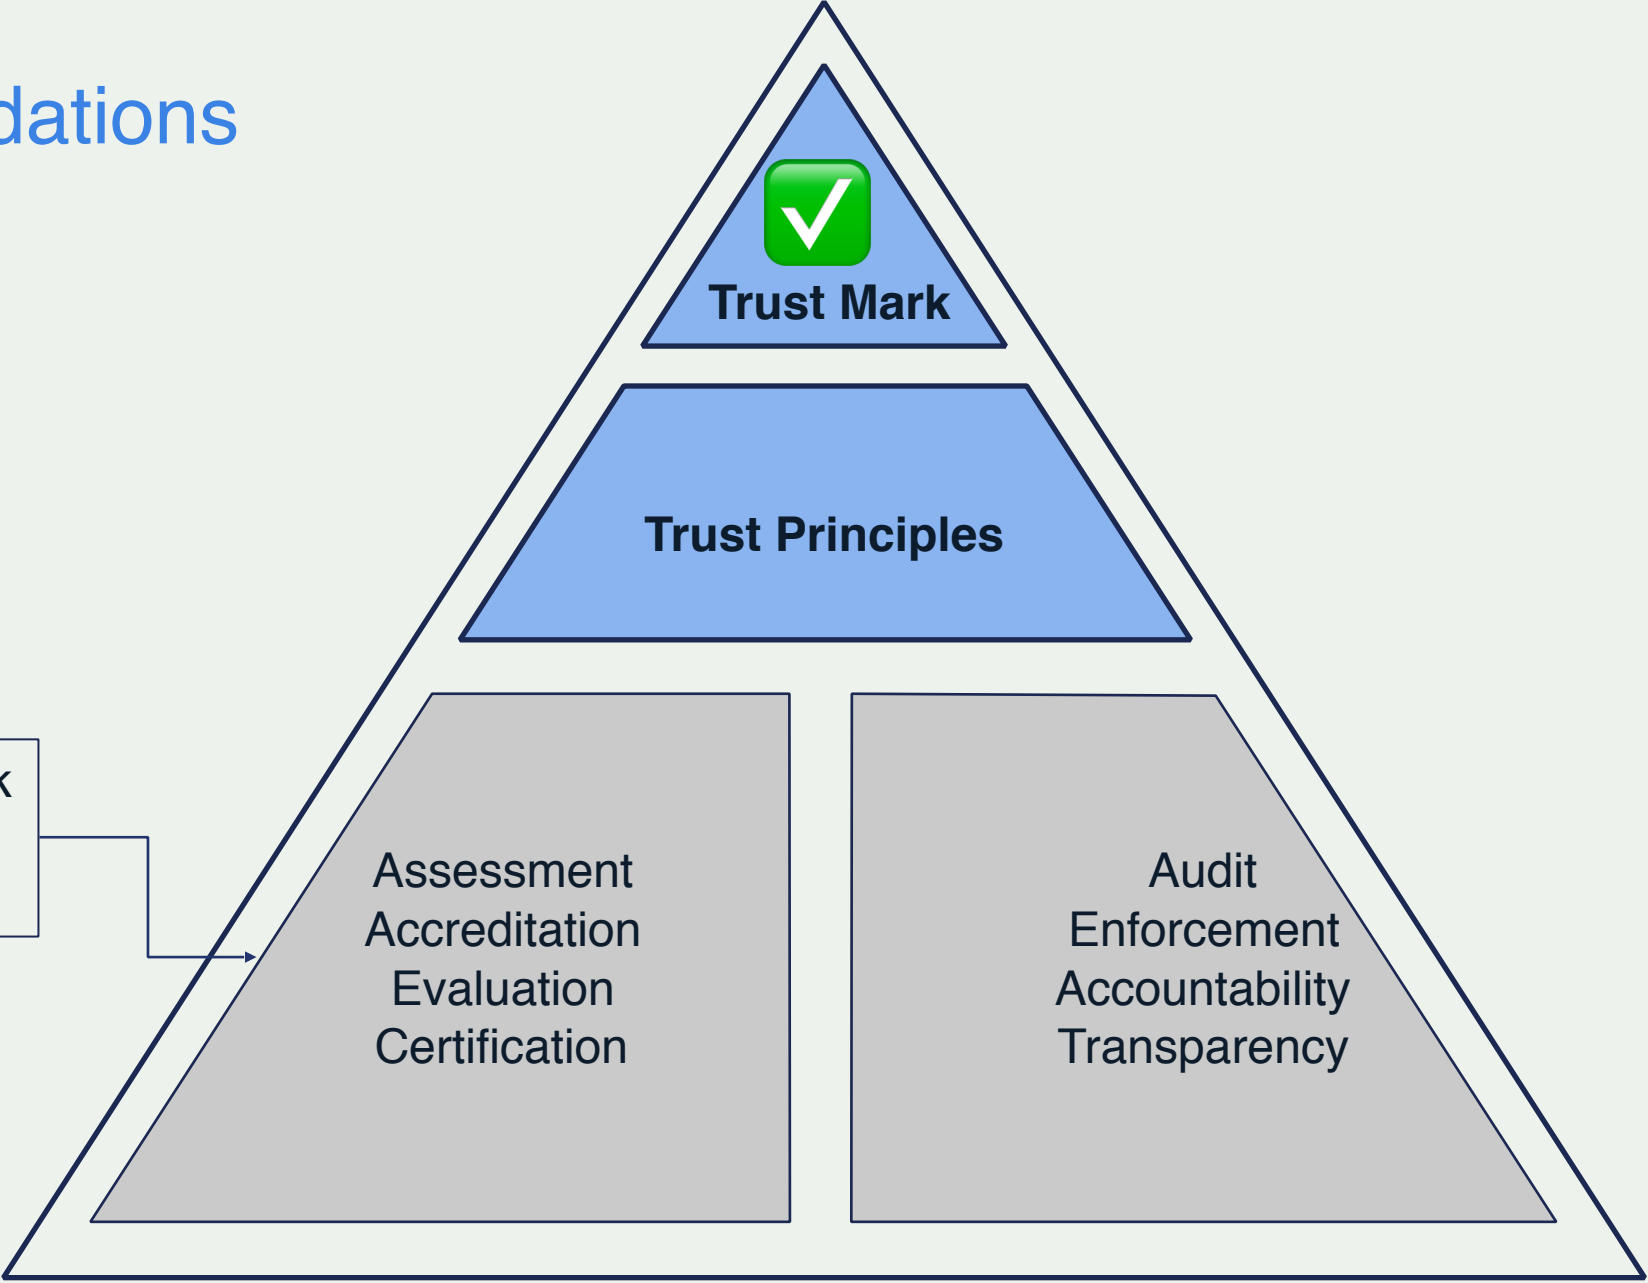 dations
Trust Mark
Trust Principles
k
Assessment
Accreditation
Evaluation
Certification
Audit
Enforcement
Accountability
Transparency